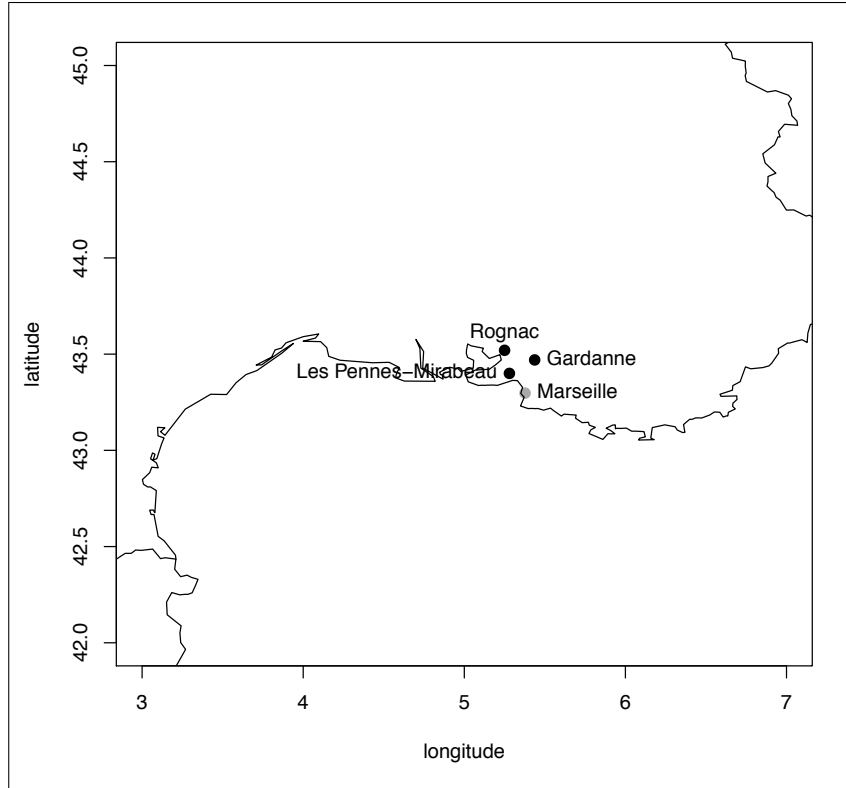 45.0
44.5
44.0
43.5
43.0
42.5
42.0
latitude
Rognac
Gardanne
Les Pennes−Mirabeau
Marseille
3 4 5 6 7
longitude